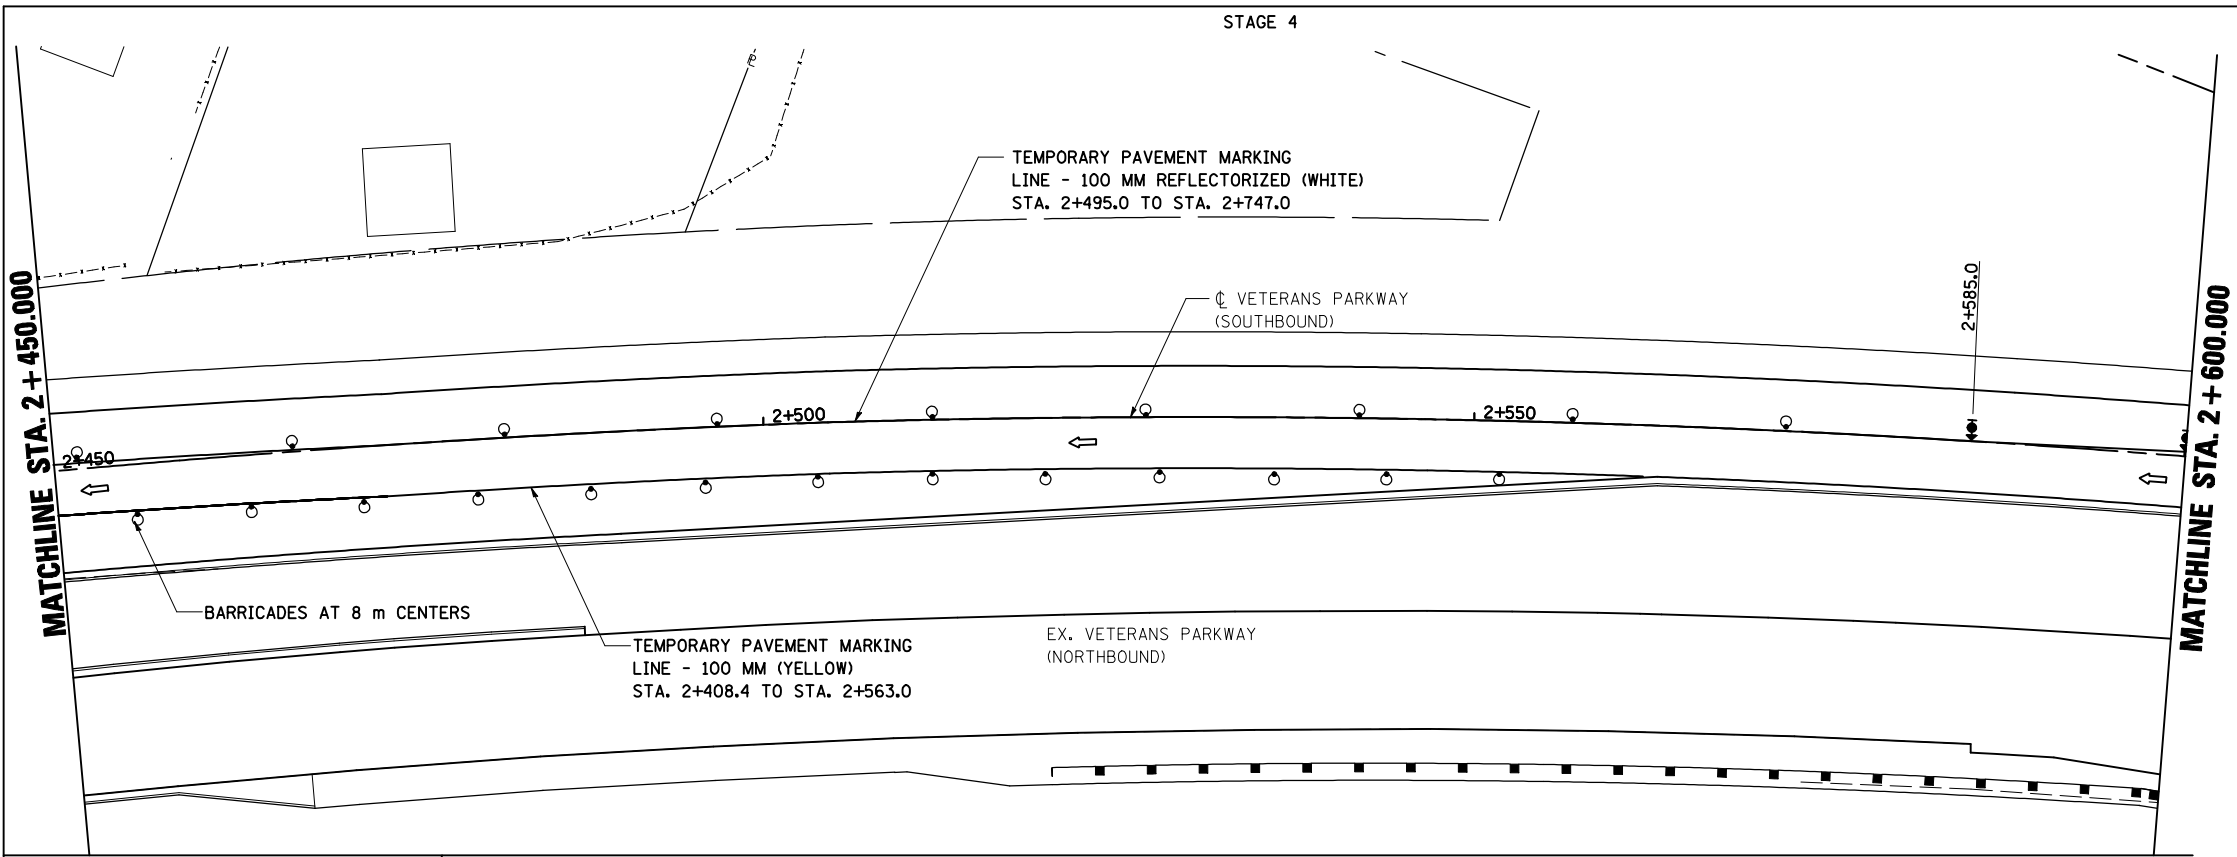 STAGE 4
TEMPORARY PAVEMENT MARKING
LINE - 100 MM REFLECTORIZED (WHITE)
STA. 2+495.0 TO STA. 2+747.0
℄ VETERANS PARKWAY
(SOUTHBOUND)
2+585.0
MATCHLINE STA. 2+450.000
MATCHLINE STA. 2+600.000
2+450
2+500
2+550
BARRICADES AT 8 m CENTERS
TEMPORARY PAVEMENT MARKING
LINE - 100 MM (YELLOW)
STA. 2+408.4 TO STA. 2+563.0
EX. VETERANS PARKWAY
(NORTHBOUND)